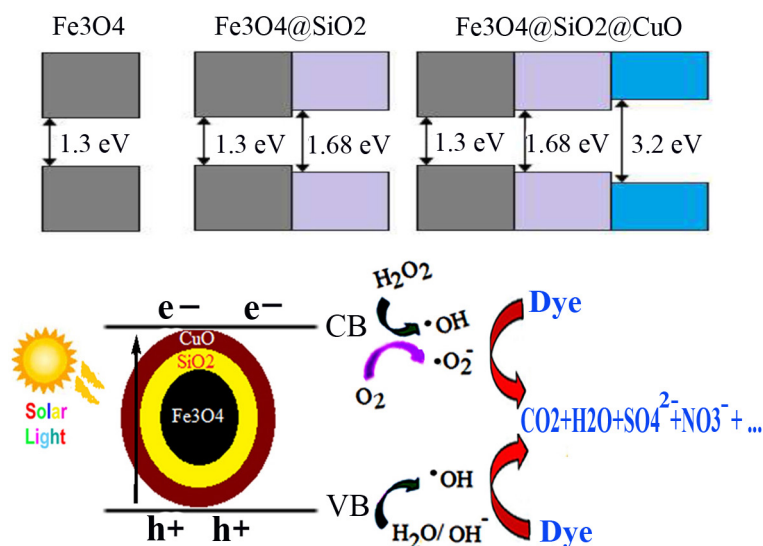 Fe3O4
Fe3O4@SiO2
Fe3O4@SiO2@CuO
1.3 eV
1.3 eV
1.68 eV
1.3 eV
1.68 eV
3.2 eV
e− e−
CB
H2O2
•OH
•O2-
O2
Dye
CuO
SiO2
Fe3O4
Solar
Light
CO2+H2O+SO4 2-+NO3-+ ...
VB
h+ h+
•OH
H2O/ OH-
Dye